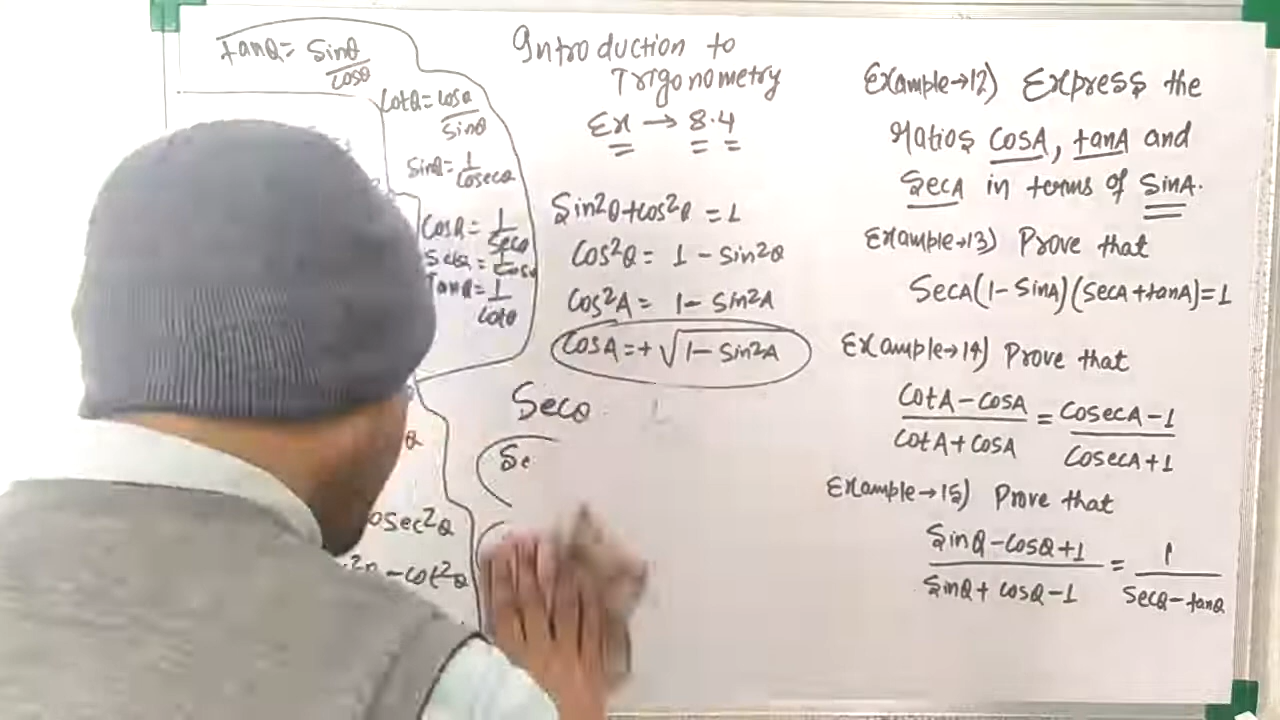 tanθ = sinθ/cosθ
cotθ = cosθ/sinθ
sinθ = 1/cosecθ
cosθ = 1/secθ
secθ = 1/cosθ
tanθ = 1/cotθ
θ
osec²θ
- cot²θ
Introduction to
Trigonometry
Ex → 8.4
Sin²θ + cos²θ = 1
Cos²θ = 1 - sin²θ
Cos²A = 1 - sin²A
CosA = + √1 - sin²A
Secθ
Se
Example → 12) Express the
ratios cosA, tanA and
SecA in terms of sinA.
Example → 13) Prove that
SecA(1 - sinA)(secA + tanA) = 1
Example → 14) Prove that
cotA - cosA / cotA + cosA = cosecA - 1 / cosecA + 1
Example → 15) Prove that
sinθ - cosθ + 1 / sinθ + cosθ - 1 = 1 / secθ - tanθ